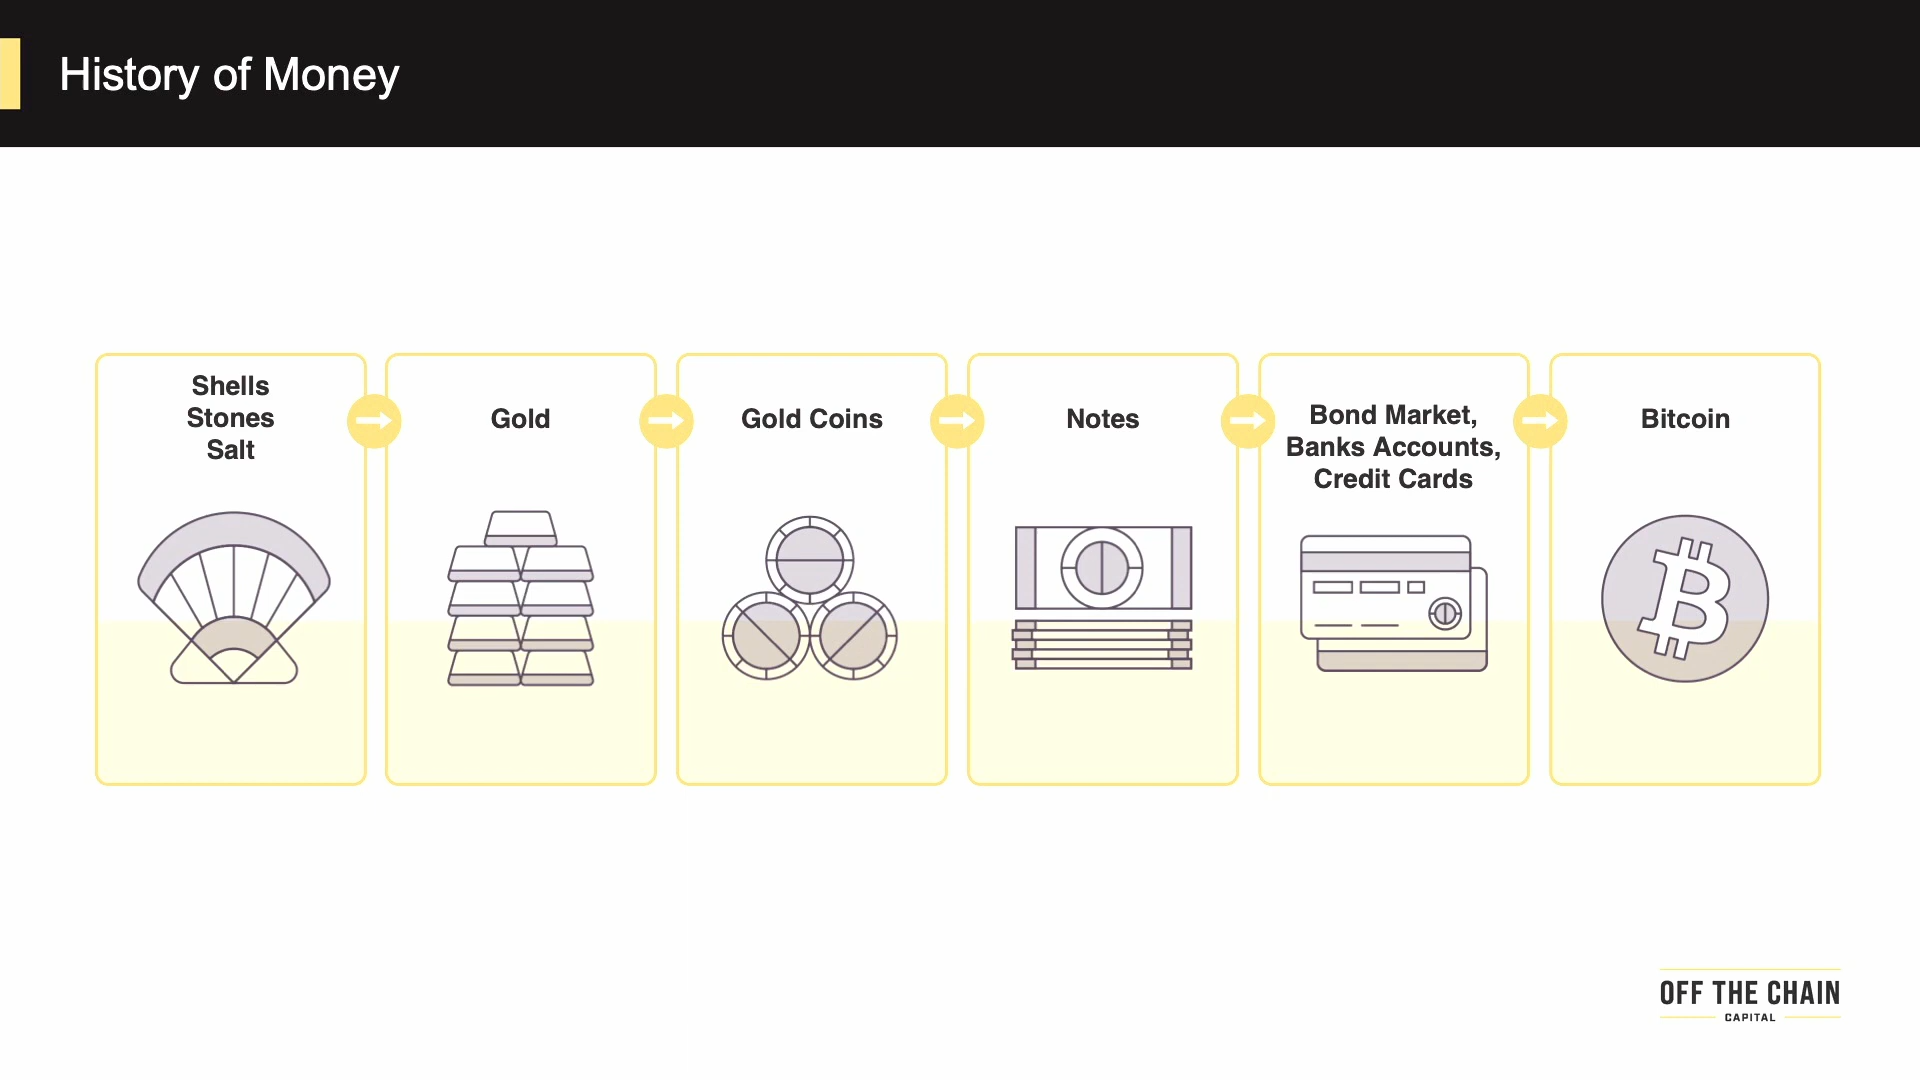 History of Money
Shells
Stones
Salt
Gold
Gold Coins
Notes
Bond Market,
Banks Accounts,
Credit Cards
Bitcoin
OFF THE CHAIN
CAPITAL